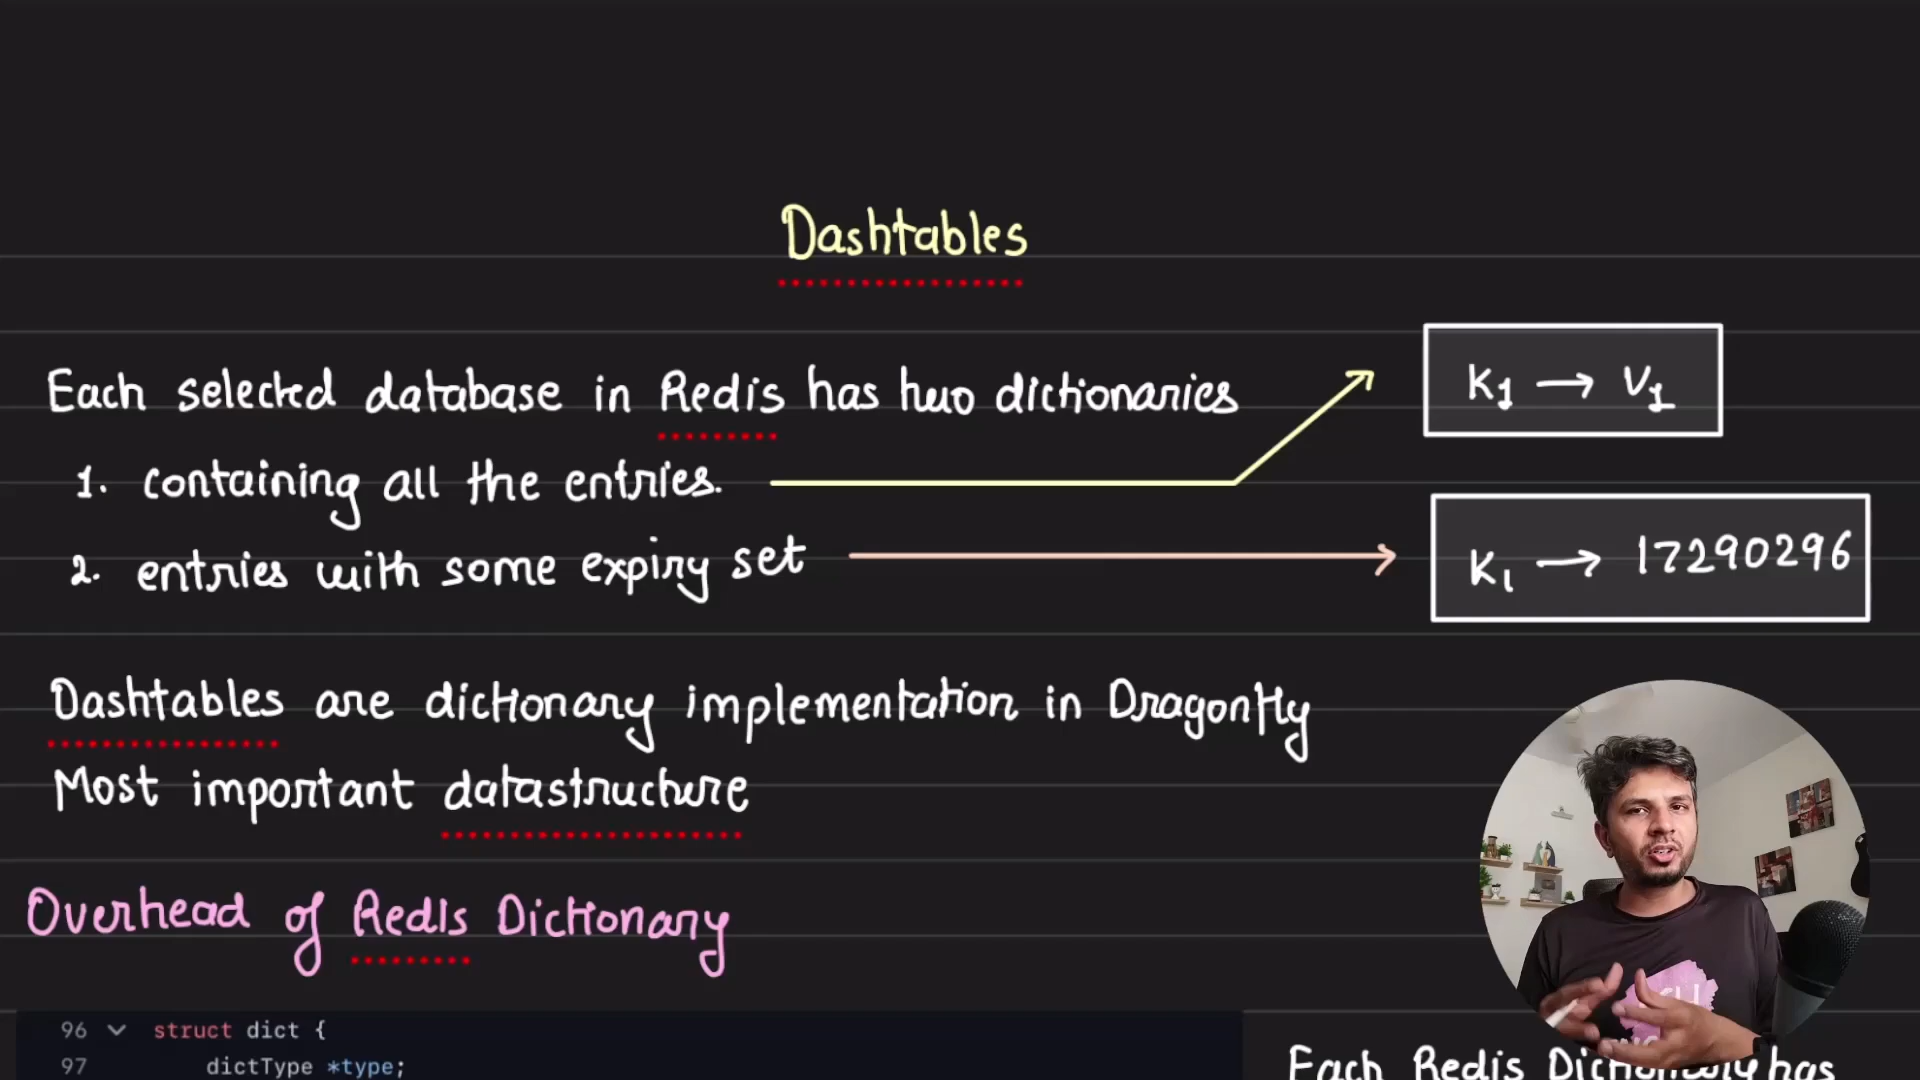 Dashtables
Each selected database in Redis has two dictionaries
1. containing all the entries.
2. entries with some expiry set
K1 → V1
K1 → 17290296
Dashtables are dictionary implementation in Dragonfly
Most important datastructure
Overhead of Redis Dictionary
96 struct dict {
97 dictType *type;
Each Redis Dictionary has